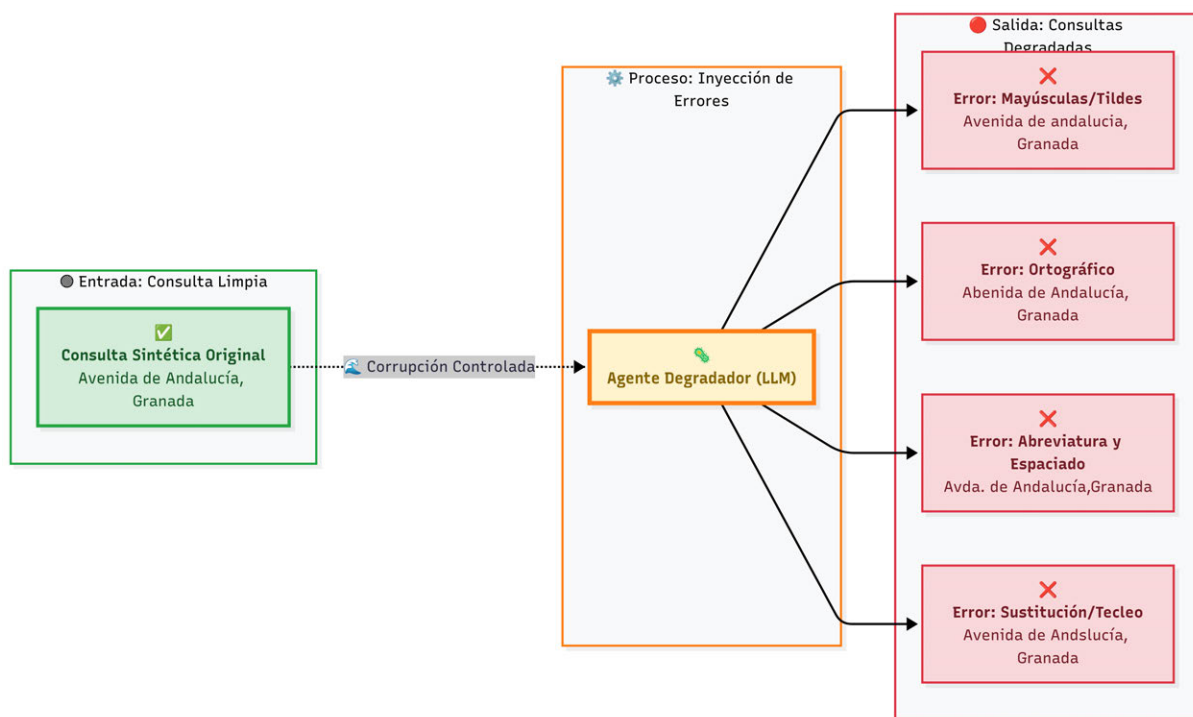 🔴 Salida: Consultas
Degradadas
❌
Error: Mayúsculas/Tildes
Avenida de andalucia,
Granada
⚙️ Proceso: Inyección de
Errores
❌
Error: Ortográfico
Abenida de Andalucía,
Granada
Entrada: Consulta Limpia
✅
Consulta Sintética Original
Avenida de Andalucía,
Granada
🌊 Corrupción Controlada
🦠
Agente Degradador (LLM)
❌
Error: Abreviatura y
Espaciado
Avda. de Andalucía,Granada
❌
Error: Sustitución/Tecleo
Avenida de Andslucía,
Granada